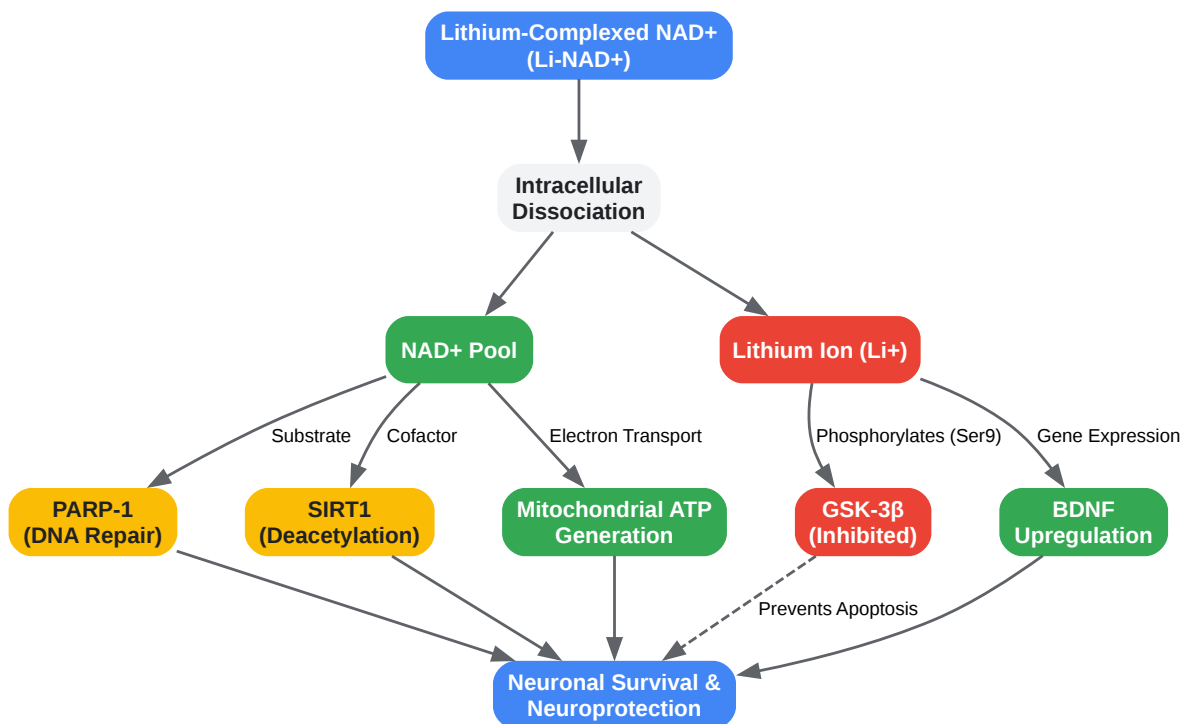 Lithium-Complexed NAD+
(Li-NAD+)
Intracellular
Dissociation
NAD+ Pool
Lithium Ion (Li+)
Substrate
Cofactor
Electron Transport
Phosphorylates (Ser9)
Gene Expression
PARP-1
(DNA Repair)
SIRT1
(Deacetylation)
Mitochondrial ATP
Generation
GSK-3β
(Inhibited)
BDNF
Upregulation
Prevents Apoptosis
Neuronal Survival &
Neuroprotection